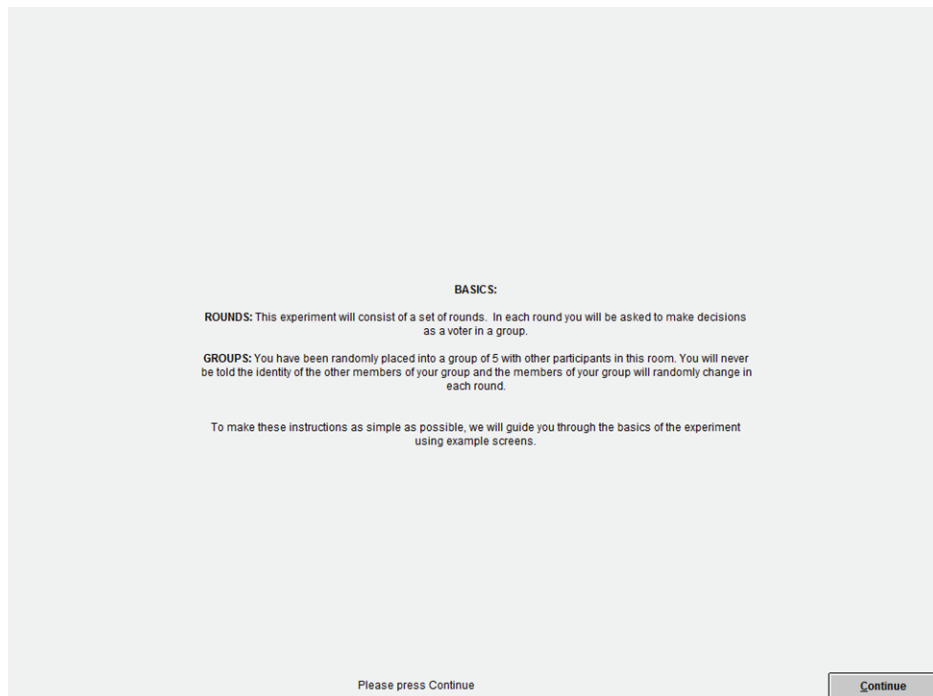 BASICS:
ROUNDS: This experiment will consist of a set of rounds. In each round you will be asked to make decisions
as a voter in a group.
GROUPS: You have been randomly placed into a group of 5 with other participants in this room. You will never
be told the identity of the other members of your group and the members of your group will randomly change in
each round.
To make these instructions as simple as possible, we will guide you through the basics of the experiment
using example screens.
Please press Continue
Continue